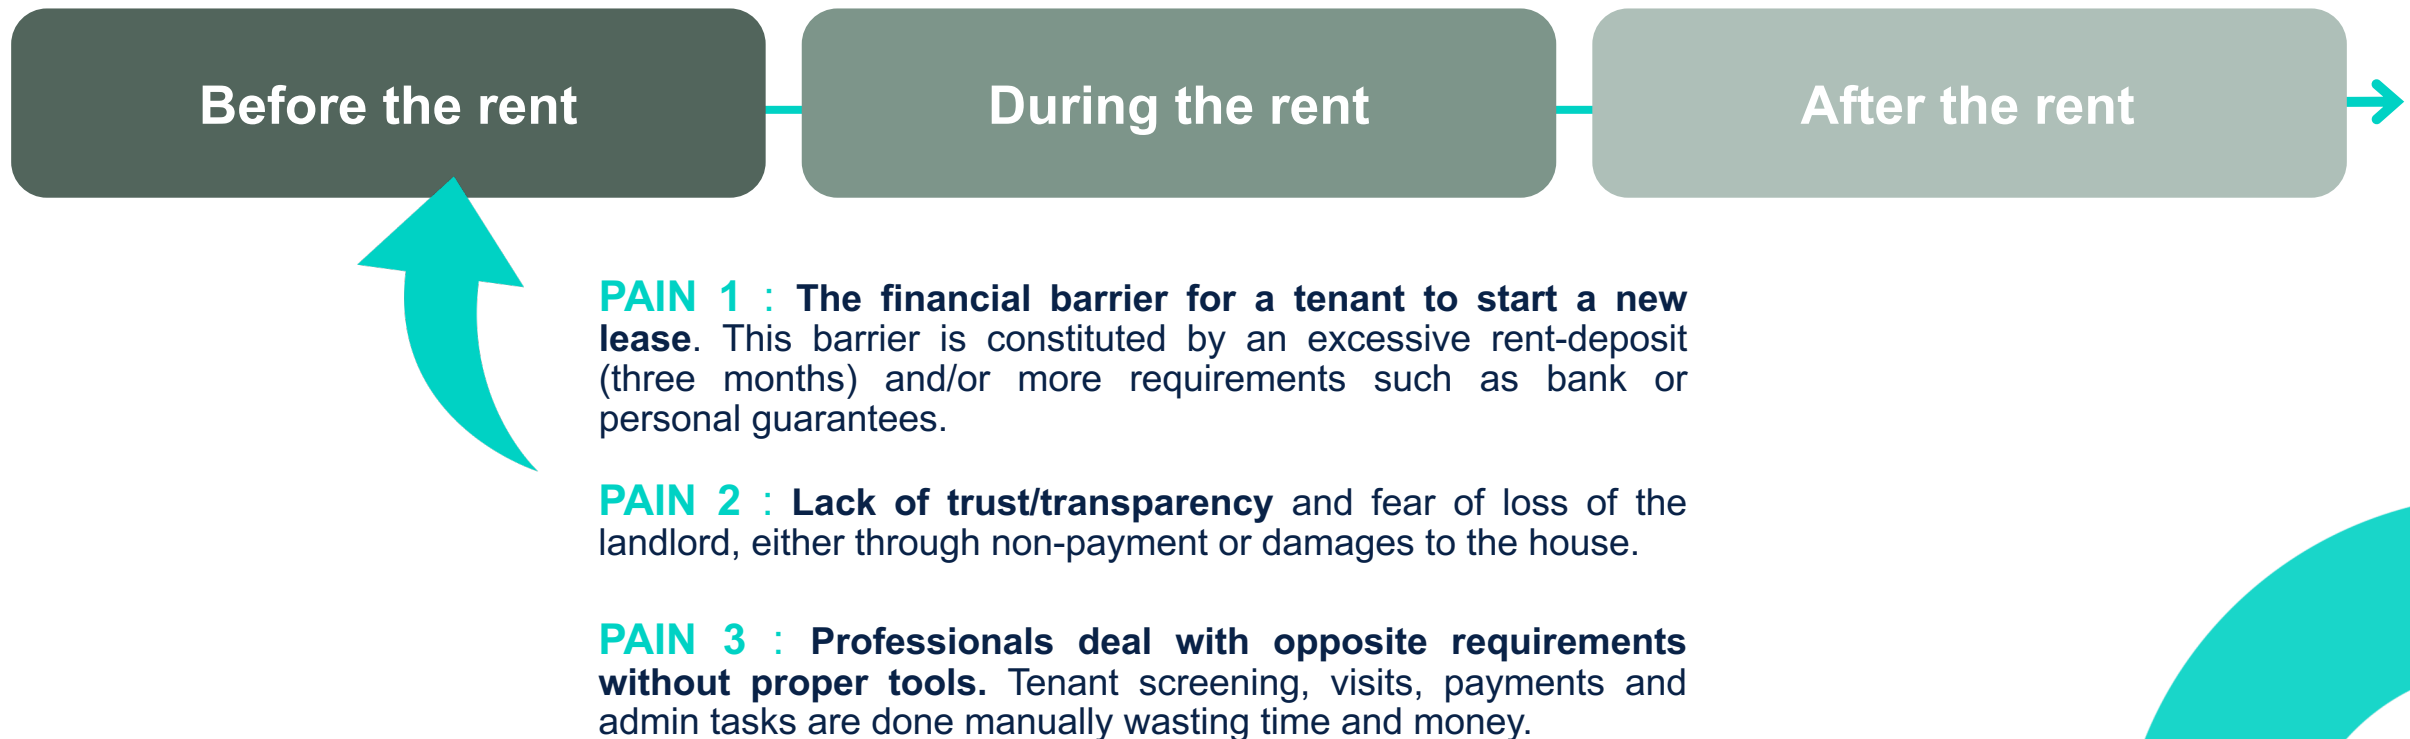 Before the rent
During the rent
After the rent
PAIN 1 : The financial barrier for a tenant to start a new
lease. This barrier is constituted by an excessive rent-deposit
(three months) and/or more requirements such as bank or
personal guarantees.
PAIN 2 : Lack of trust/transparency and fear of loss of the
landlord, either through non-payment or damages to the house.
PAIN 3 : Professionals deal with opposite requirements
without proper tools. Tenant screening, visits, payments and
admin tasks are done manually wasting time and money.